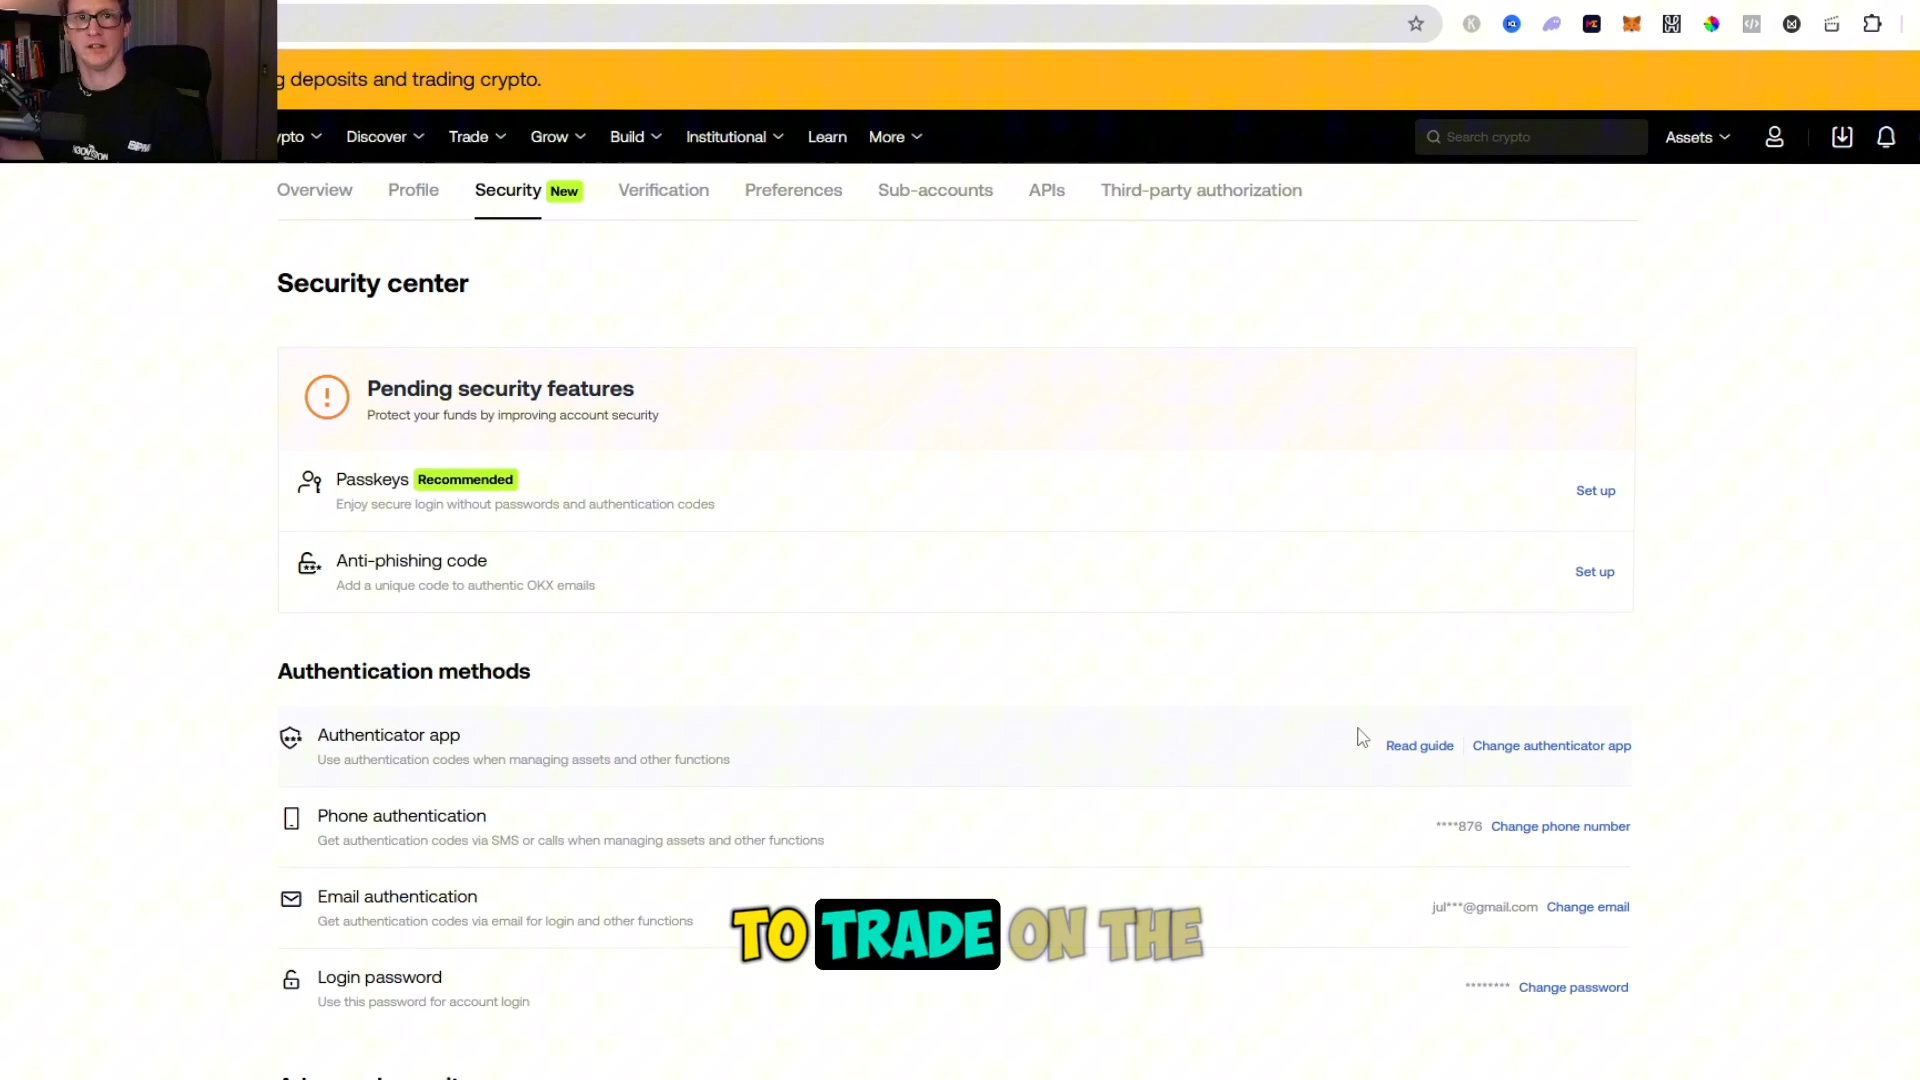 g deposits and trading crypto.
ypto Discover Trade Grow Build Institutional Learn More Search crypto Assets
Overview Profile Security New Verification Preferences Sub-accounts APIs Third-party authorization
Security center
Pending security features
Protect your funds by improving account security
Passkeys Recommended
Enjoy secure login without passwords and authentication codes
Set up
Anti-phishing code
Add a unique code to authentic OKX emails
Set up
Authentication methods
Authenticator app
Use authentication codes when managing assets and other functions
Read guide Change authenticator app
Phone authentication
Get authentication codes via SMS or calls when managing assets and other functions
****876 Change phone number
Email authentication
Get authentication codes via email for login and other functions
jul***@gmail.com Change email
TO TRADE ON THE
Login password
Use this password for account login
******** Change password